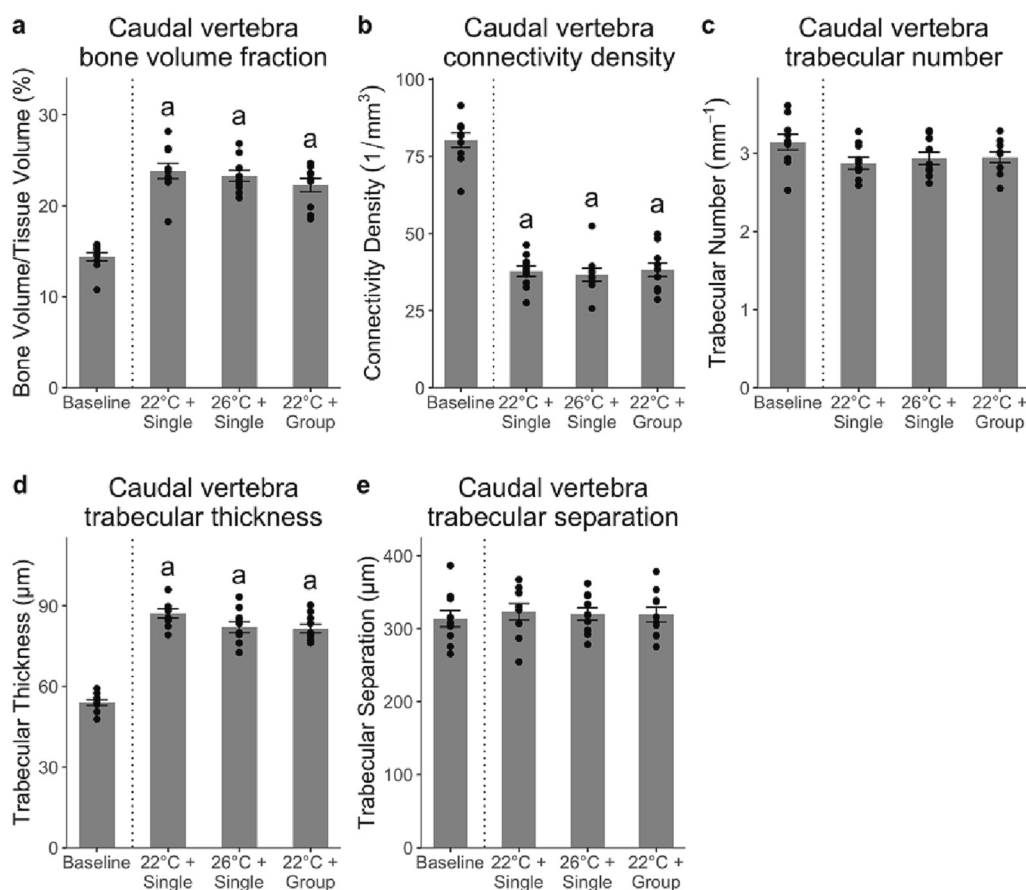 a
Caudal vertebra
bone volume fraction
Bone Volume/Tissue Volume (%)
30
20
10
0
a
a
a
Baseline
22°C +
Single
26°C +
Single
22°C +
Group
b
Caudal vertebra
connectivity density
Connectivity Density (1/mm³)
100
75
50
25
0
a
a
a
Baseline
22°C +
Single
26°C +
Single
22°C +
Group
c
Caudal vertebra
trabecular number
Trabecular Number (mm⁻¹)
3
2
1
0
Baseline
22°C +
Single
26°C +
Single
22°C +
Group
d
Caudal vertebra
trabecular thickness
Trabecular Thickness (µm)
90
60
30
0
a
a
a
Baseline
22°C +
Single
26°C +
Single
22°C +
Group
e
Caudal vertebra
trabecular separation
Trabecular Separation (µm)
400
300
200
100
0
Baseline
22°C +
Single
26°C +
Single
22°C +
Group